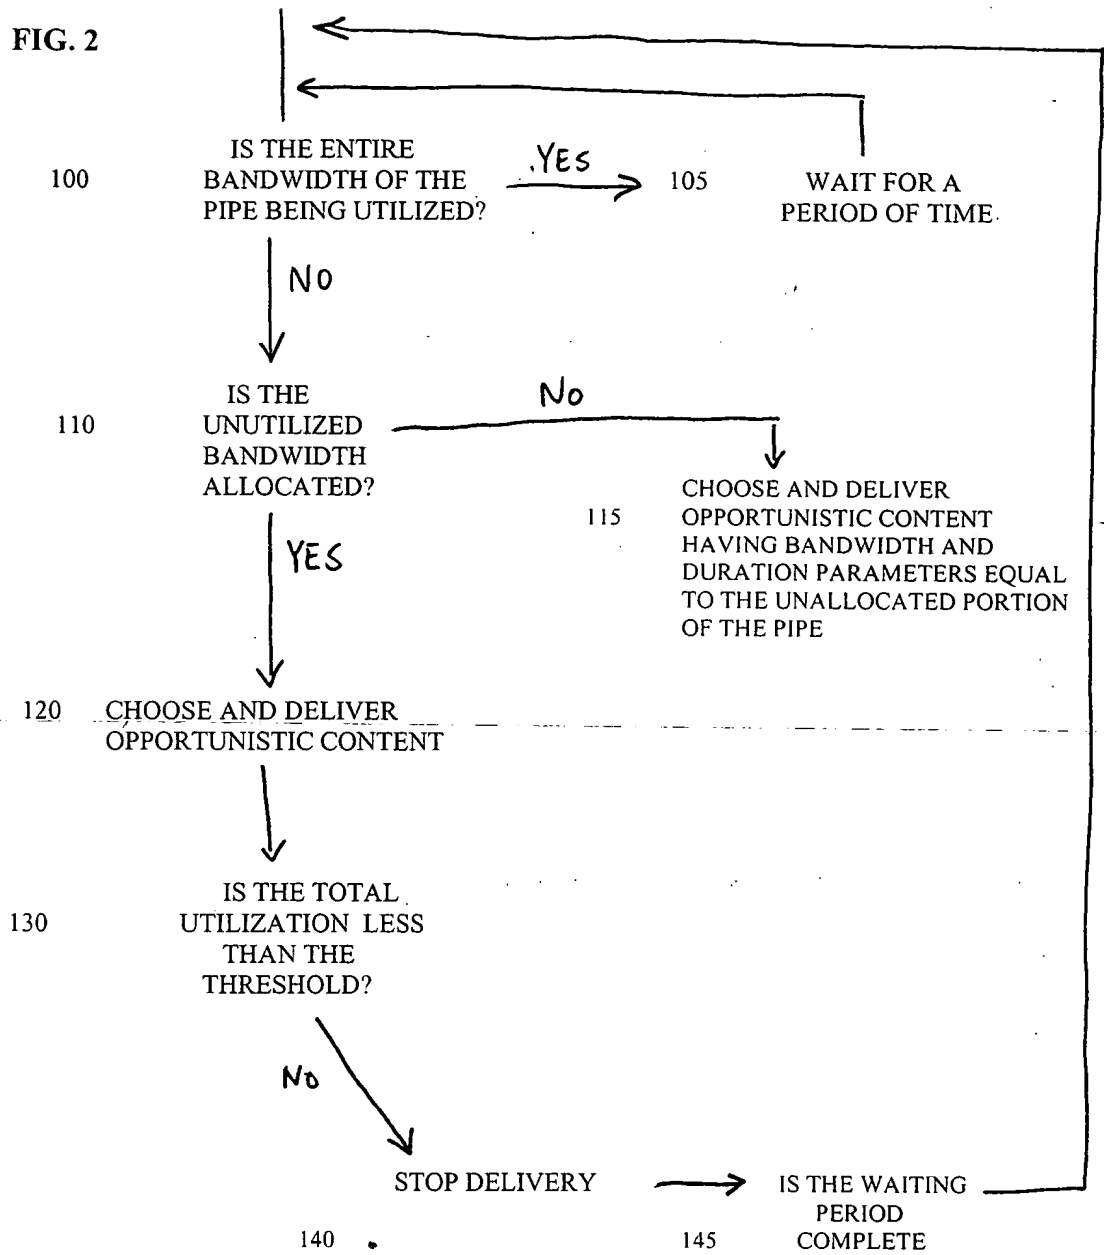 FIG. 2
IS THE ENTIRE
BANDWIDTH OF THE
PIPE BEING UTILIZED?
100
YES
105
WAIT FOR A
PERIOD OF TIME
NO
110
IS THE
UNUTILIZED
BANDWIDTH
ALLOCATED?
No
115
CHOOSE AND DELIVER
OPPORTUNISTIC CONTENT
HAVING BANDWIDTH AND
DURATION PARAMETERS EQUAL
TO THE UNALLOCATED PORTION
OF THE PIPE
YES
120
CHOOSE AND DELIVER
OPPORTUNISTIC CONTENT
130
IS THE TOTAL
UTILIZATION LESS
THAN THE
THRESHOLD?
No
STOP DELIVERY
140
IS THE WAITING
PERIOD
COMPLETE
145